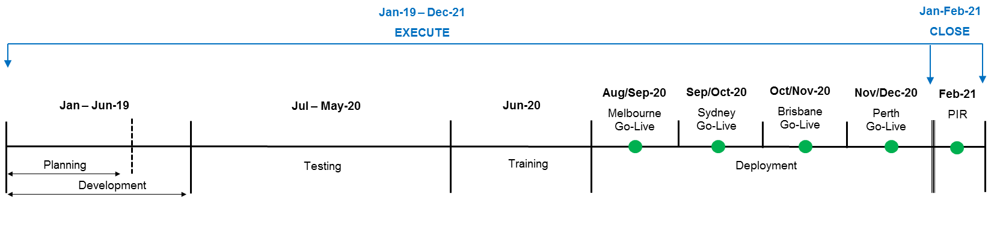 Jan-19 – Dec-21
EXECUTE
Jan-Feb-21
CLOSE
Jan – Jun-19
Jul – May-20
Jun-20
Aug/Sep-20
Melbourne
Go-Live
Sep/Oct-20
Sydney
Go-Live
Oct/Nov-20
Brisbane
Go-Live
Nov/Dec-20
Perth
Go-Live
Feb-21
PIR
Planning
Development
Testing
Training
Deployment